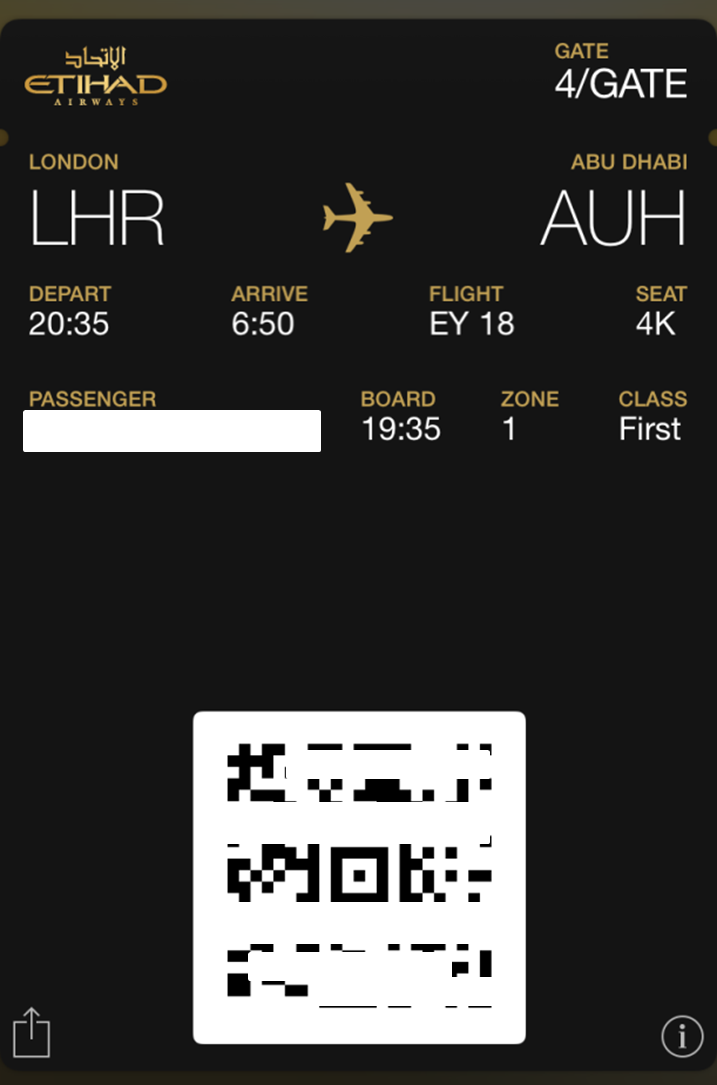 الإتحاد
ETIHAD
AIRWAYS
GATE
4/GATE
LONDON
ABU DHABI
LHR
AUH
DEPART
ARRIVE
FLIGHT
SEAT
20:35
6:50
EY 18
4K
PASSENGER
BOARD
ZONE
CLASS
19:35
1
First